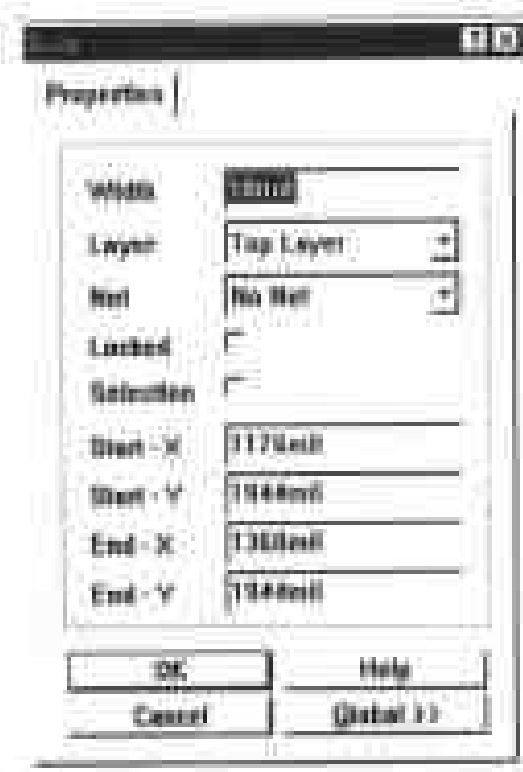 Properties
Width
Layer Top Layer
Net No Net
Locked
Selection
Start - X
Start - Y 1944mil
End - X 1368mil
End - Y 1944mil
OK Help
Cancel Global >>